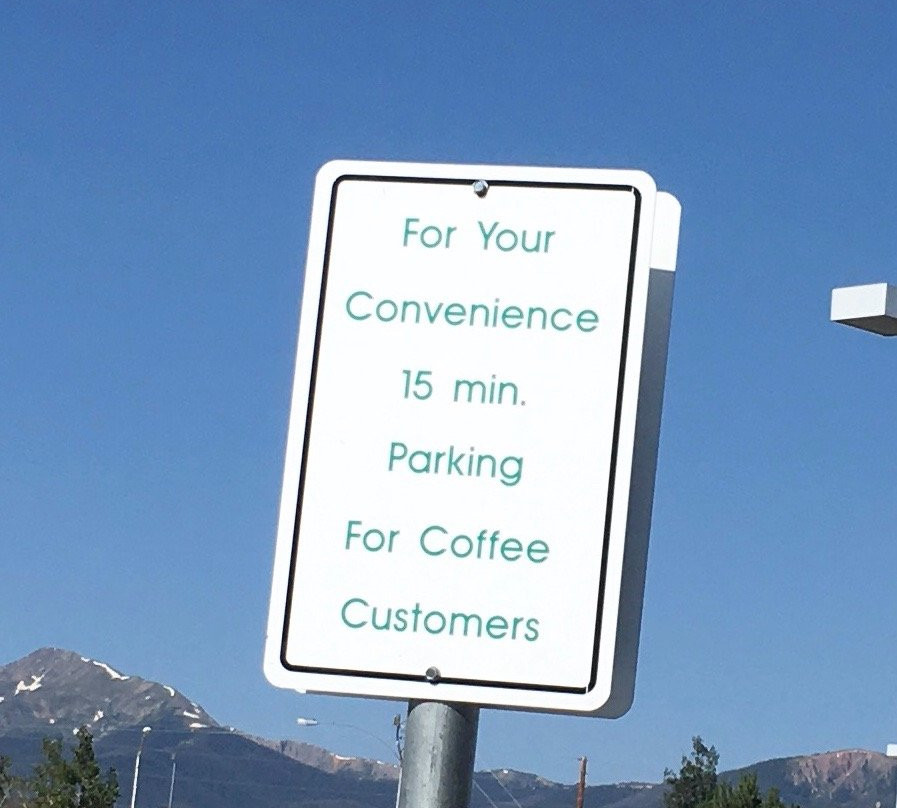 For Your
Convenience
15 min.
Parking
For Coffee
Customers